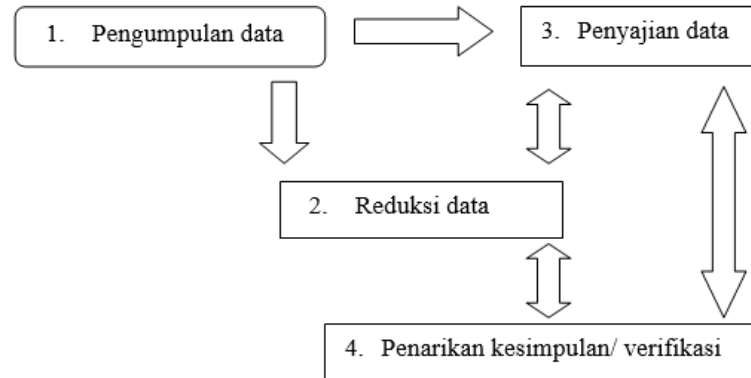 1. Pengumpulan data
3. Penyajian data
2. Reduksi data
4. Penarikan kesimpulan/ verifikasi